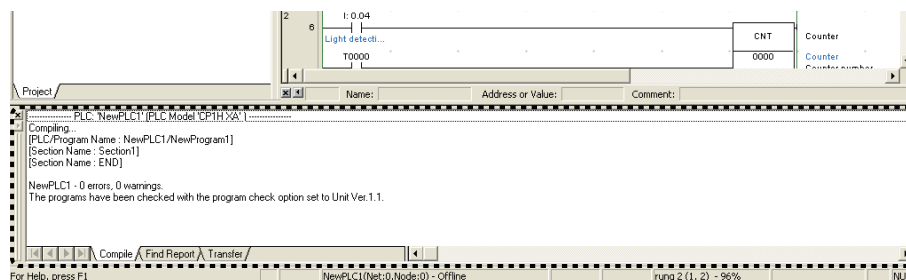 2
I: 0.04
6
Light detecti...
CNT
Counter
T0000
0000
Counter
Counter number
Project
Name:
Address or Value:
Comment:
--------------- PLC: 'NewPLC1' (PLC Model 'CP1H XA' ) ---------------
Compiling...
[PLC/Program Name : NewPLC1/NewProgram1]
[Section Name : Section1]
[Section Name : END]
NewPLC1 - 0 errors, 0 warnings.
The programs have been checked with the program check option set to Unit Ver.1.1.
Compile / Find Report / Transfer /
For Help, press F1
NewPLC1(Net:0,Node:0) - Offline
rung 2 (1, 2) - 96%
NU